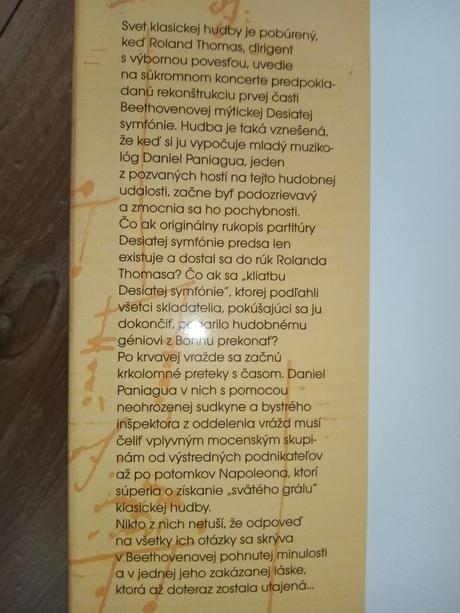 Svet klasickej hudby je pobúrený,
keď Roland Thomas, dirigent
s výbornou povesťou, uvedie
na súkromnom koncerte predpokla-
danú rekonštrukciu prvej časti
Beethovenovej mýtickej Desiatej
symfónie. Hudba je taká vznešená,
že keď si ju vypočuje mladý muziko-
lóg Daniel Paniagua, jeden
z pozvaných hostí na tejto hudobnej
udalosti, začne byť podozrievavý
a zmocnia sa ho pochybnosti.
Čo ak originálny rukopis partitúry
Desiatej symfónie predsa len
existuje a dostal sa do rúk Rolanda
Thomasa? Čo ak sa „kliatbu
Desiatej symfónie“, ktorej podľahli
všetci skladatelia, pokúšajúci sa ju
dokončiť, podarilo hudobnému
géniovi z Bonnu prekonať?
Po krvavej vražde sa začnú
krkolomné preteky s časom. Daniel
Paniagua v nich s pomocou
neohrozenej sudkyne a bystrého
inšpektora z oddelenia vrážd musí
čeliť vplyvným mocenským skupi-
nám od výstredných podnikateľov
až po potomkov Napoleona, ktorí
súperia o získanie „svätého grálu“
klasickej hudby.
Nikto z nich netuší, že odpoveď
na všetky ich otázky sa skrýva
v Beethovenovej pohnutej minulosti
a v jednej jeho zakázanej láske,
ktorá až doteraz zostala utajená...